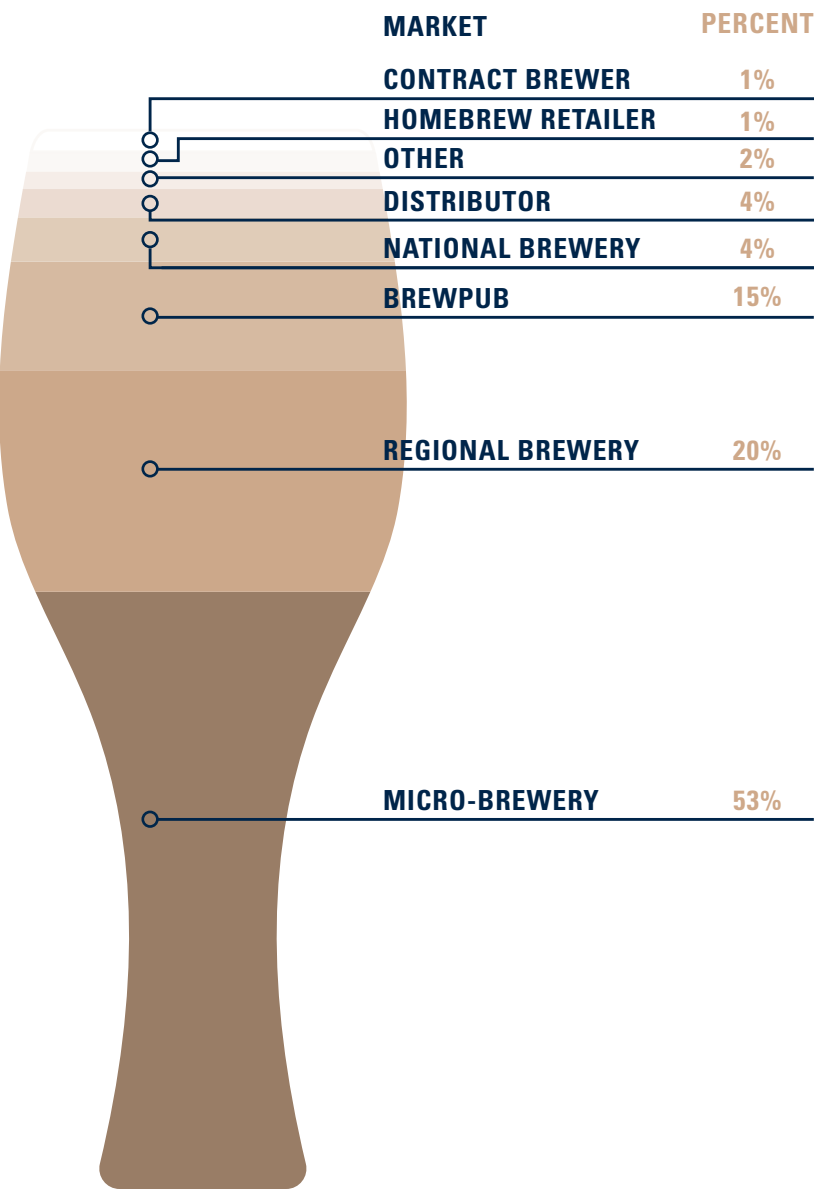 MARKET PERCENT
CONTRACT BREWER 1%
HOMEBREW RETAILER 1%
OTHER 2%
DISTRIBUTOR 4%
NATIONAL BREWERY 4%
BREWPUB 15%
REGIONAL BREWERY 20%
MICRO-BREWERY 53%